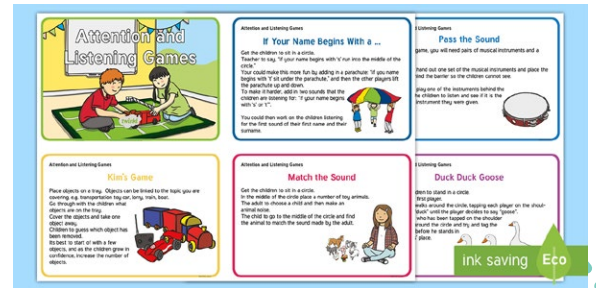 Attention and
Listening Games
Attention and Listening Games
If Your Name Begins With a ...
Get the children to sit in a circle.
Teacher to say, "if your name begins with 's' run into the middle of the
circle."
Your could make this more fun by adding in a parachute: "if you name
begins with 't' sit under the parachute," and then the other players lift
the parachute up and down.
To make it harder, add in two sounds that the
children are listening for: "if your name begins
with 's' or 't'".
You could then work on the listening
for the first sound of their first name and their
surname.
Listening Games
Pass the Sound
game, you will need pairs of musical instruments and a
hand out one set of the musical instruments and place the
the barrier so the children cannot see.
play one of the instruments behind the
the children to listen and see if it is the
instrument they were given.
Attention and Listening Games
Kim's Game
Place objects on a tray. Objects can be linked to the topic you are
covering, e.g. transportation toy car, lorry, train, boat.
Go through with the children what
objects are on the tray.
Cover the objects and take one
object away.
Children to guess which object has
been removed.
Its best to start of with a few
objects, and as the children grow in
confidence, increase the number of
objects.
Attention and Listening Games
Match the Sound
Get the children to sit in a circle.
In the middle of the circle place a number of toy animals.
The adult to choose a child and then make an
animal noise.
The child to go to the middle of the circle and find
the animal to match the sound made by the adult.
Listening Games
Duck Duck Goose
to stand in a circle.
first player.
walks around the circle, tapping each player on the shoul-
"duck" until the player decides to say "goose".
who has been tapped on the shoulder
around the circle and try and tag the
before he stands in
place.
ink saving
Eco